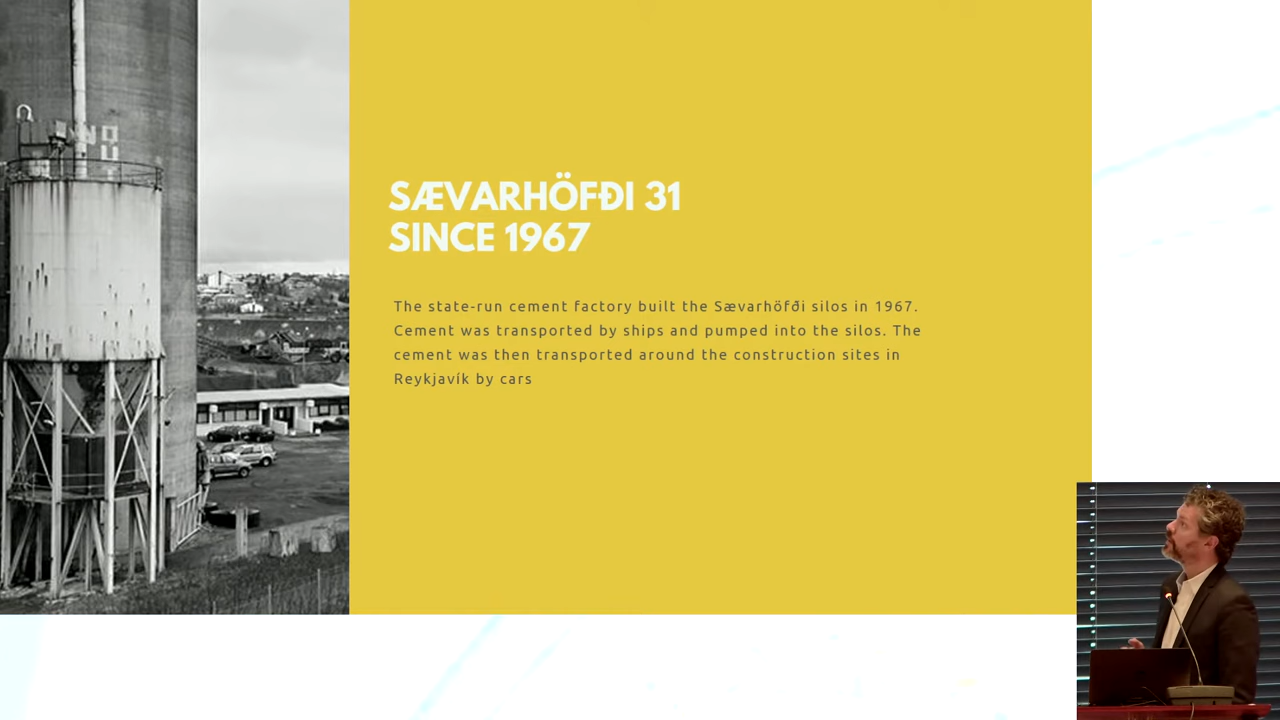 SÆVARHÖFÐI 31
SINCE 1967
The state-run cement factory built the Sævarhöfði silos in 1967.
Cement was transported by ships and pumped into the silos. The
cement was then transported around the construction sites in
Reykjavík by cars